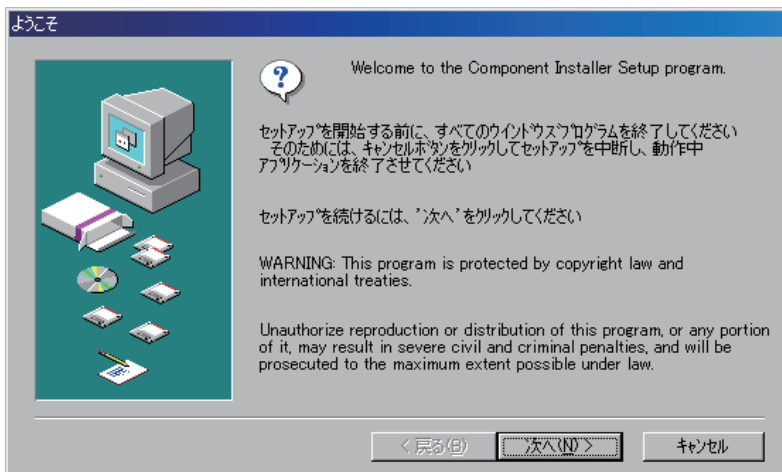 ようこそ
Welcome to the Component Installer Setup program.
ｾｯﾄｱｯﾌﾟを開始する前に、すべてのｳｲﾝﾄﾞｳｽﾞﾌﾟﾛｸﾞﾗﾑを終了してください
そのためには、ｷｬﾝｾﾙﾎﾞﾀﾝをｸﾘｯｸしてｾｯﾄｱｯﾌﾟを中断し、動作中
ｱﾌﾟﾘｹｰｼｮﾝを終了させてください
ｾｯﾄｱｯﾌﾟを続けるには、'次へ'をｸﾘｯｸしてください
WARNING: This program is protected by copyright law and
international treaties.
Unauthorize reproduction or distribution of this program, or any portion
of it, may result in severe civil and criminal penalties, and will be
prosecuted to the maximum extent possible under law.
< 戻る(B)
次へ(N) >
ｷｬﾝｾﾙ